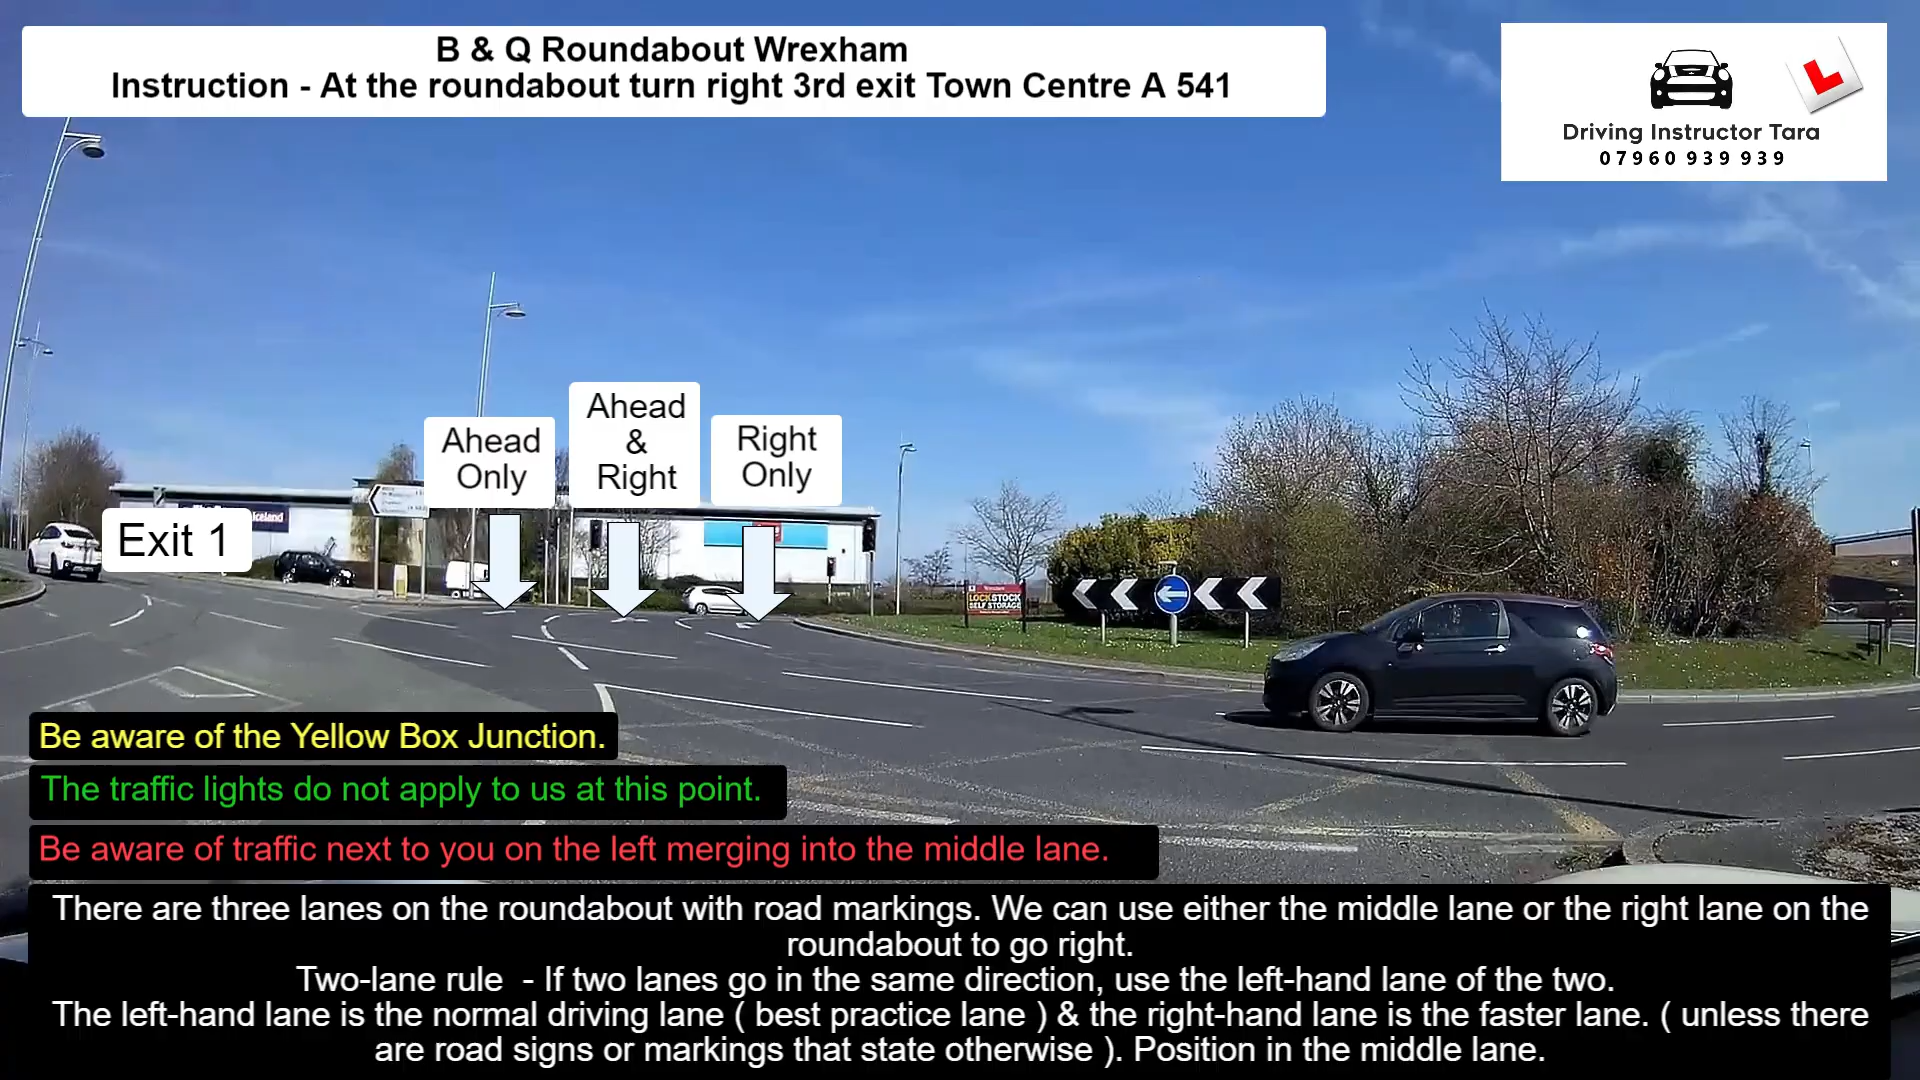 B & Q Roundabout Wrexham
Instruction - At the roundabout turn right 3rd exit Town Centre A 541
Driving Instructor Tara
07960 939 939
Ahead
Only
Ahead
&
Right
Right
Only
Exit 1
Iceland
LOCKSTOCK
SELF STORAGE
Be aware of the Yellow Box Junction.
The traffic lights do not apply to us at this point.
Be aware of traffic next to you on the left merging into the middle lane.
There are three lanes on the roundabout with road markings. We can use either the middle lane or the right lane on the
roundabout to go right.
Two-lane rule  - If two lanes go in the same direction, use the left-hand lane of the two.
The left-hand lane is the normal driving lane ( best practice lane ) & the right-hand lane is the faster lane. ( unless there
are road signs or markings that state otherwise ). Position in the middle lane.